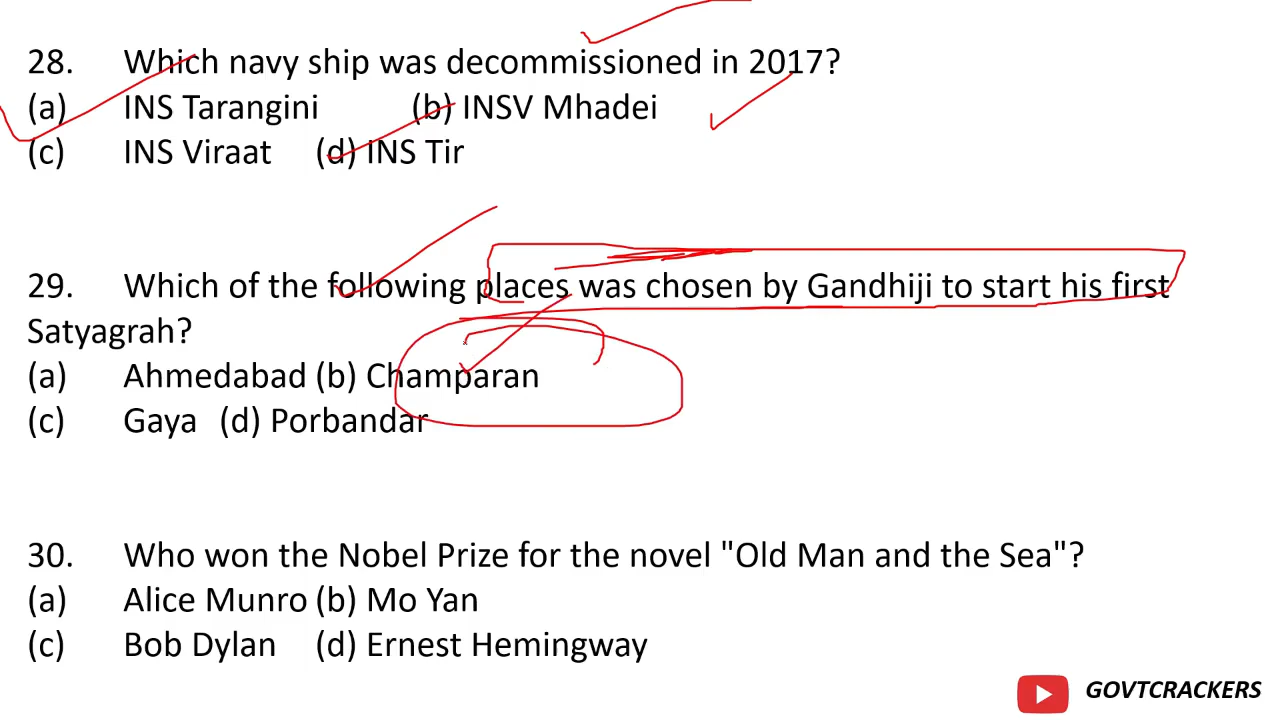 28. Which navy ship was decommissioned in 2017?
(a) INS Tarangini (b) INSV Mhadei
(c) INS Viraat (d) INS Tir
29. Which of the following places was chosen by Gandhiji to start his first
Satyagrah?
(a) Ahmedabad (b) Champaran
(c) Gaya (d) Porbandar
30. Who won the Nobel Prize for the novel "Old Man and the Sea"?
(a) Alice Munro (b) Mo Yan
(c) Bob Dylan (d) Ernest Hemingway
GOVTCRACKERS